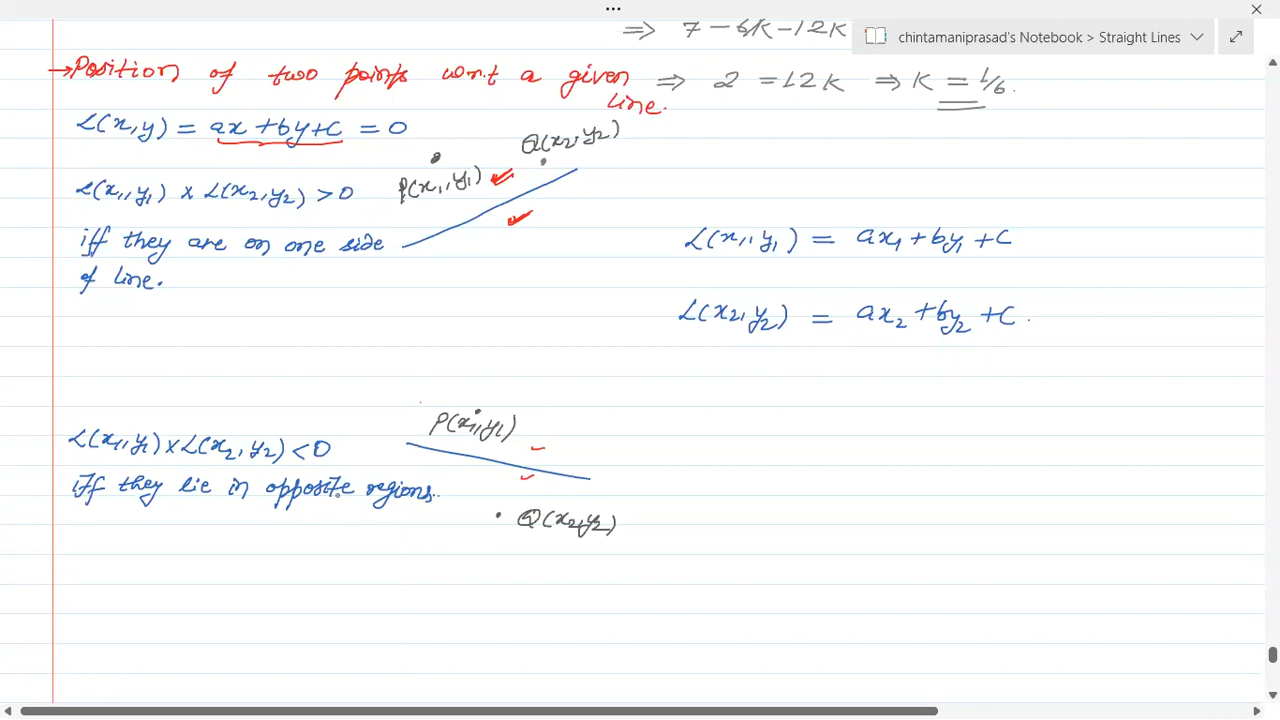 ...
⇒ 7 - 6K - 12K
chintamaniprasad's Notebook > Straight Lines
→ Position of two points w.r.t a given line.
⇒ 2 = 12K ⇒ K = 1/6.
L(x,y) = ax + by + c = 0
Q(x2, y2)
L(x1, y1) × L(x2, y2) > 0
P(x1, y1)
iff they are on one side
of line.
L(x1, y1) = ax1 + by1 + c
L(x2, y2) = ax2 + by2 + c.
P(x1, y1)
L(x1, y1) × L(x2, y2) < 0
iff they lie in opposite regions.
Q(x2, y2)